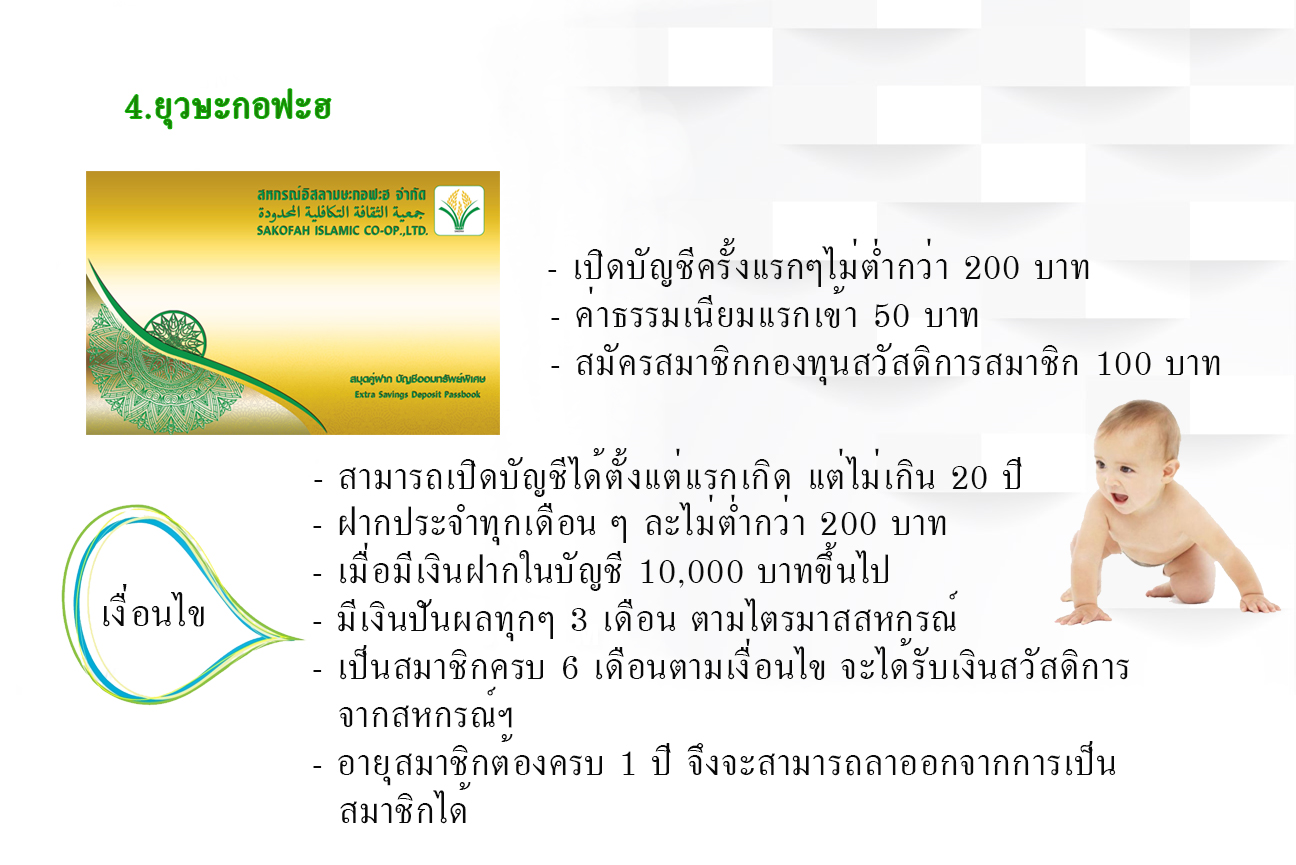 4.ยุวษะกอฟะฮ
สหกรณ์อิสลามษะกอฟะฮ จำกัด
جمعية الثقافة التكافلية المحدودة
SAKOFAH ISLAMIC CO-OP.,LTD.
สมุดคู่ฝาก บัญชีออมทรัพย์พิเศษ
Extra Savings Deposit Passbook
- เปิดบัญชีครั้งแรกๆไม่ต่ำกว่า 200 บาท
- ค่าธรรมเนียมแรกเข้า 50 บาท
- สมัครสมาชิกกองทุนสวัสดิการสมาชิก 100 บาท
เงื่อนไข
- สามารถเปิดบัญชีได้ตั้งแต่แรกเกิด แต่ไม่เกิน 20 ปี
- ฝากประจำทุกเดือน ๆ ละไม่ต่ำกว่า 200 บาท
- เมื่อมีเงินฝากในบัญชี 10,000 บาทขึ้นไป
- มีเงินปันผลทุกๆ 3 เดือน ตามไตรมาสสหกรณ์
- เป็นสมาชิกครบ 6 เดือนตามเงื่อนไข จะได้รับเงินสวัสดิการ
จากสหกรณ์ฯ
- อายุสมาชิกต้องครบ 1 ปี จึงจะสามารถลาออกจากการเป็น
สมาชิกได้